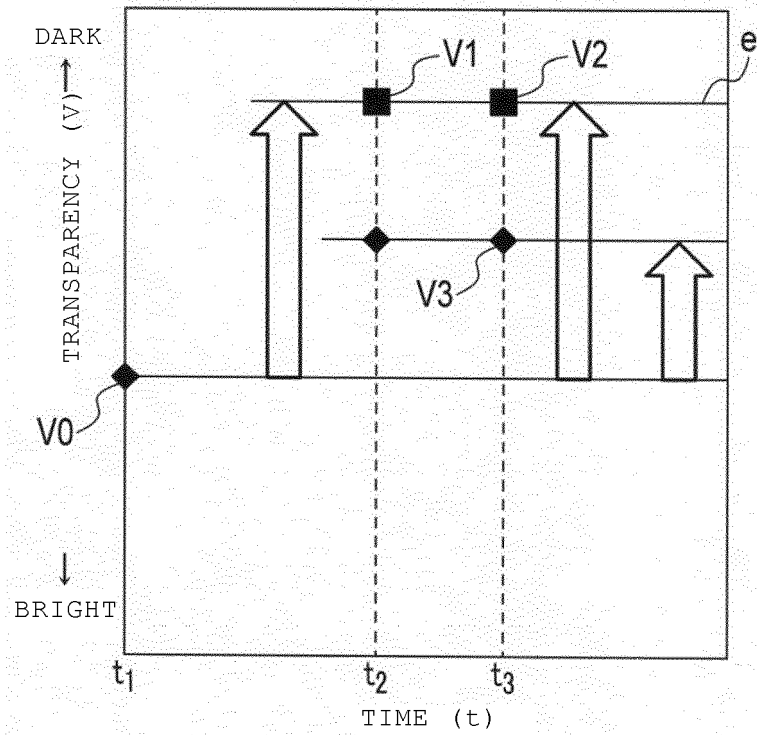 DARK
TRANSPARENCY (V)
BRIGHT
V1
V2
e
V3
V0
t1
t2
t3
TIME (t)